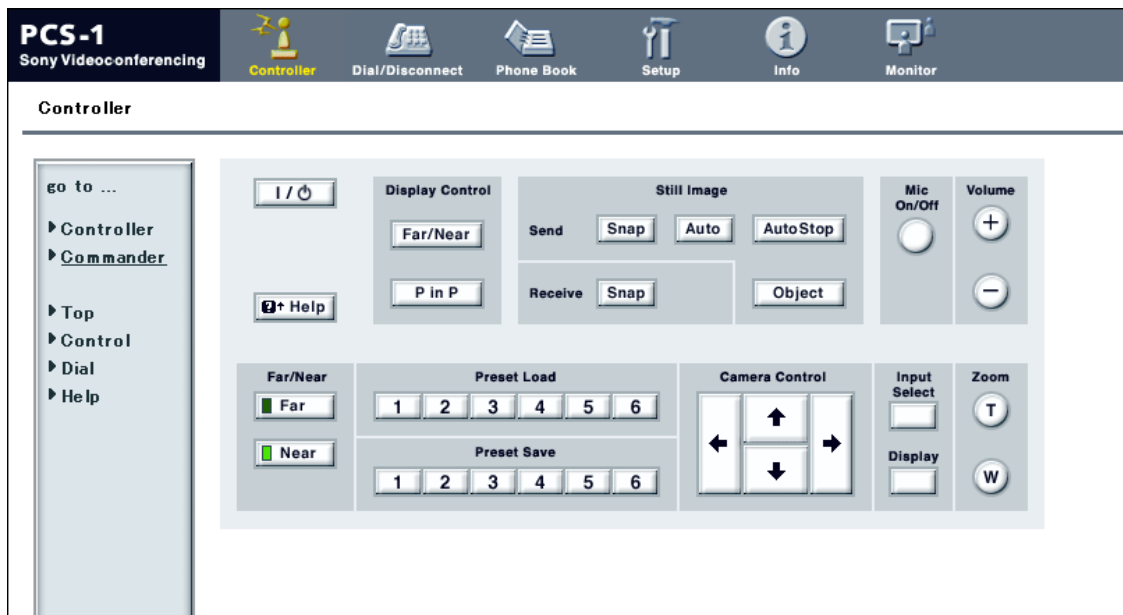 PCS-1
Sony Videoconferencing
Controller
Dial/Disconnect
Phone Book
Setup
Info
Monitor
Controller
go to ...
Controller
Commander
Top
Control
Dial
Help
I / ⏻
? ↑ Help
Display Control
Far/Near
P in P
Still Image
Send
Snap
Auto
AutoStop
Receive
Snap
Object
Mic
On/Off
Volume
+
−
Far/Near
Far
Near
Preset Load
1 2 3 4 5 6
Preset Save
1 2 3 4 5 6
Camera Control
Input
Select
Display
Zoom
T
W